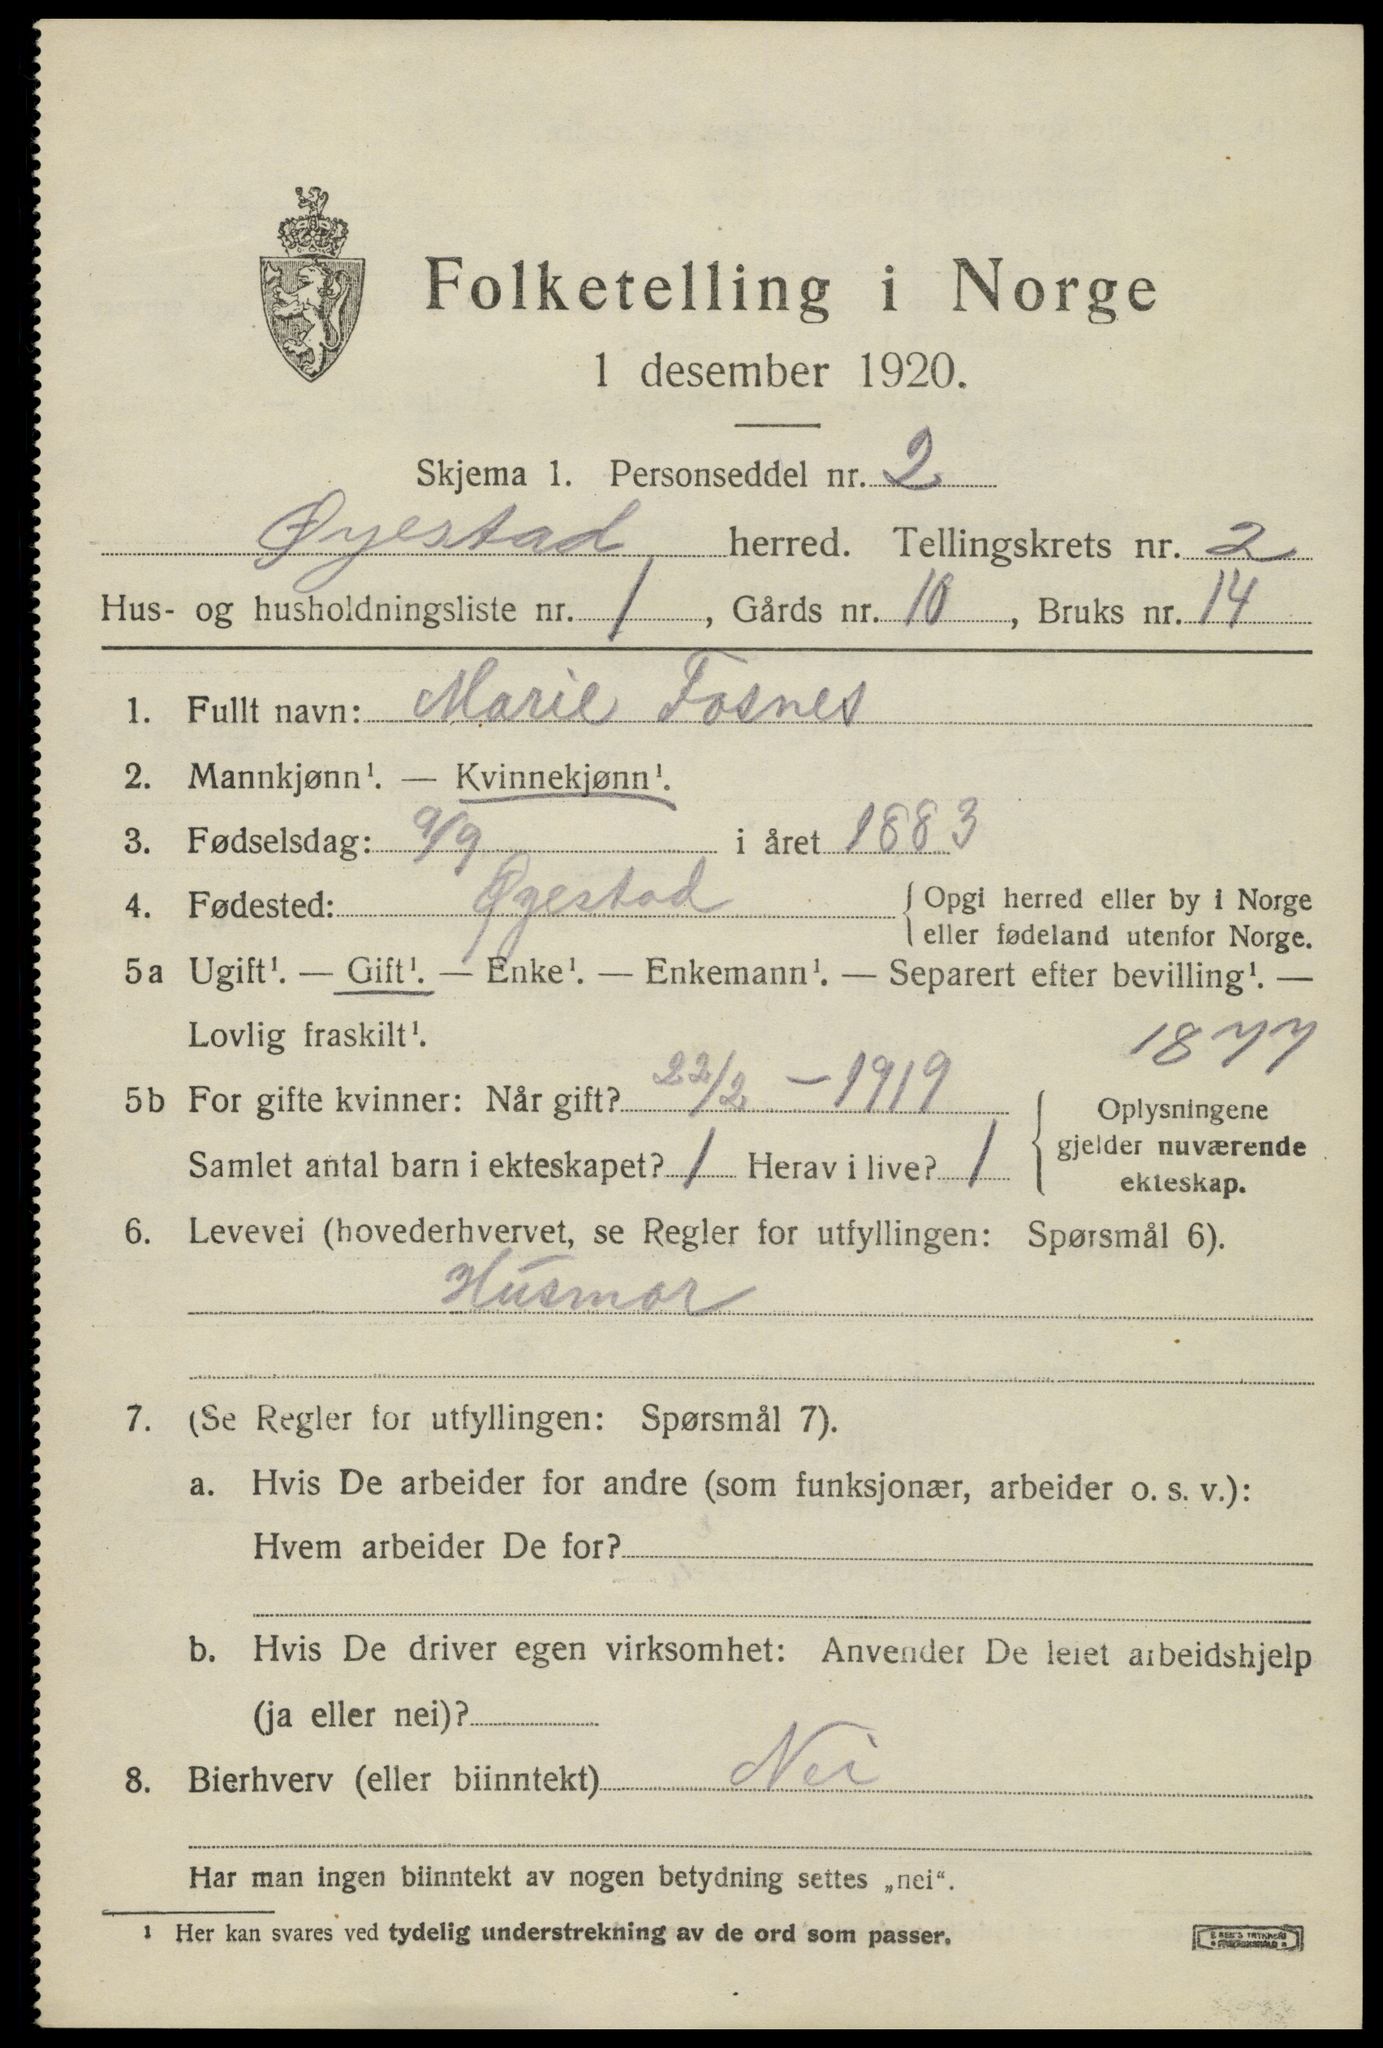 Folketelling i Norge
1 desember 1920.
Skjema 1. Personseddel nr. 2
Øyestad herred. Tellingskrets nr. 2
Hus- og husholdningsliste nr. 1, Gårds nr. 10, Bruks nr. 14
1. Fullt navn: Marie Fosnes
2. Mannkjønn¹. — Kvinnekjønn¹.
3. Fødselsdag: 9/9 i året 1883
4. Fødested: Øyestad { Opgi herred eller by i Norge
eller fødeland utenfor Norge.
5a Ugift¹. — Gift¹. — Enke¹. — Enkemann¹. — Separert efter bevilling¹. —
Lovlig fraskilt¹. 1877
5b For gifte kvinner: Når gift? 22/2 – 1919
Samlet antal barn i ekteskapet? 1 Herav i live? 1
{ Oplysningene
gjelder nuværende
ekteskap.
6. Levevei (hovederhvervet, se Regler for utfyllingen: Spørsmål 6).
Husmor
7. (Se Regler for utfyllingen: Spørsmål 7).
a. Hvis De arbeider for andre (som funksjonær, arbeider o. s. v.):
Hvem arbeider De for?
b. Hvis De driver egen virksomhet: Anvender De leiet arbeidshjelp
(ja eller nei)?
8. Bierhverv (eller biinntekt) Nei
Har man ingen biinntekt av nogen betydning settes „nei“.
1 Her kan svares ved tydelig understrekning av de ord som passer.